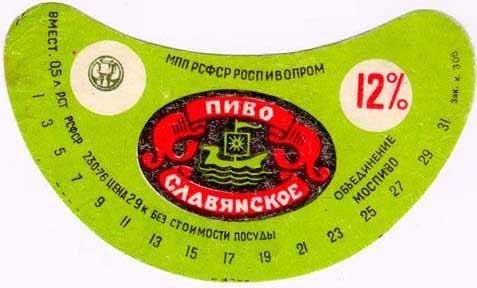 МПП РСФСР РОСПИВОПРОМ
12%
ПИВО
СЛАВЯНСКОЕ
ВМЕСТ. 0,5 Л РСТ РСФСР 230-76 ЦЕНА 29 К БЕЗ СТОИМОСТИ ПОСУДЫ
ОБЪЕДИНЕНИЕ
МОСПИВО
1 3 5 7 9 11 13 15 17 19 21 23 25 27 29 31
Зак. к. 306